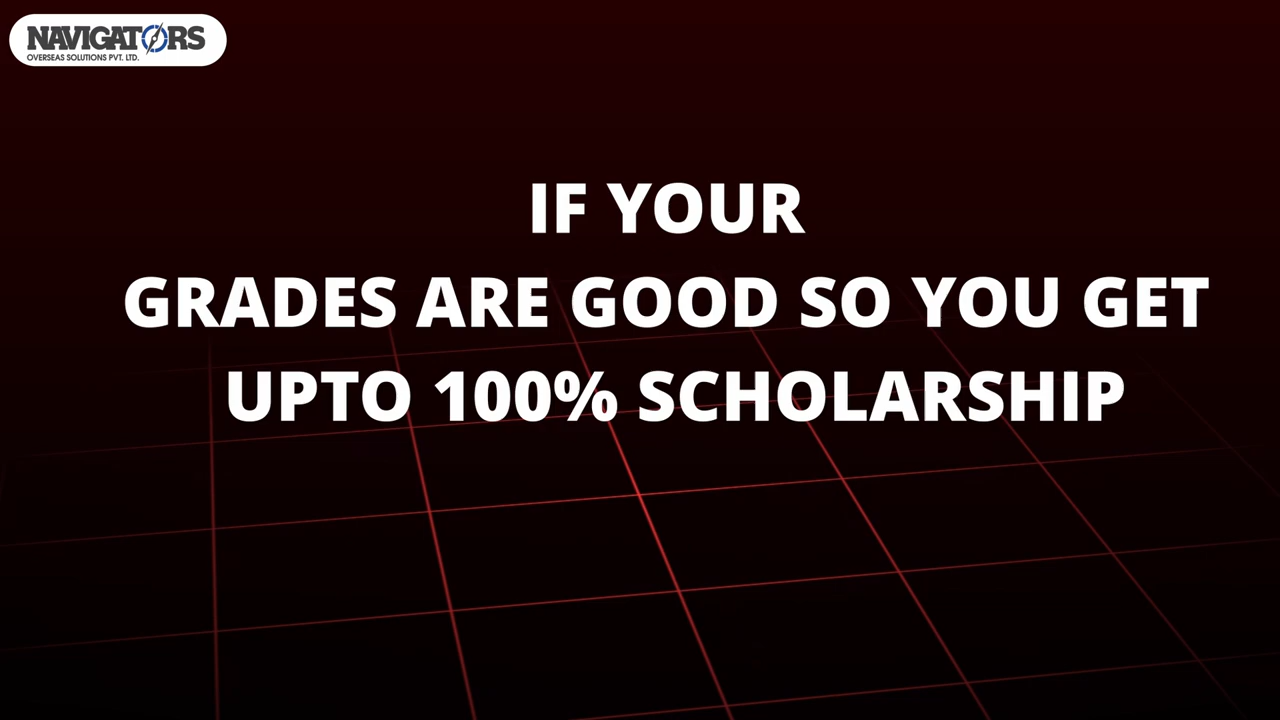 NAVIGATORS
OVERSEAS SOLUTIONS PVT. LTD.
IF YOUR
GRADES ARE GOOD SO YOU GET
UPTO 100% SCHOLARSHIP